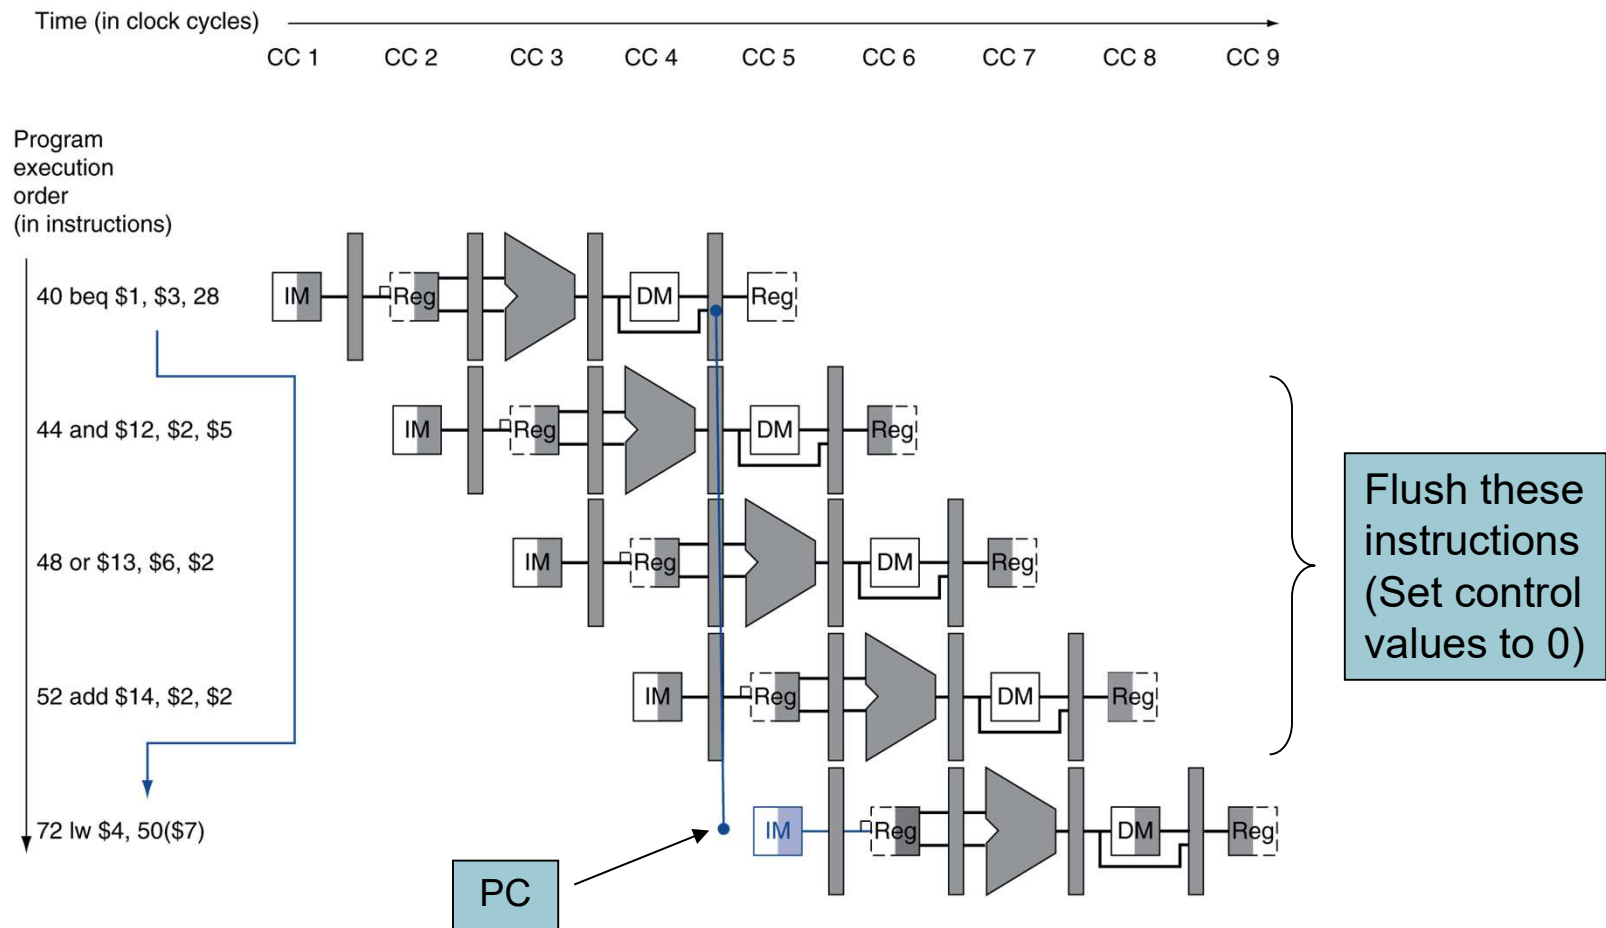 Time (in clock cycles)
CC 1 CC 2 CC 3 CC 4 CC 5 CC 6 CC 7 CC 8 CC 9
Program
execution
order
(in instructions)
40 beq $1, $3, 28
IM Reg DM Reg
44 and $12, $2, $5
IM Reg DM Reg
48 or $13, $6, $2
IM Reg DM Reg
52 add $14, $2, $2
IM Reg DM Reg
72 lw $4, 50($7)
IM Reg DM Reg
Flush these
instructions
(Set control
values to 0)
PC